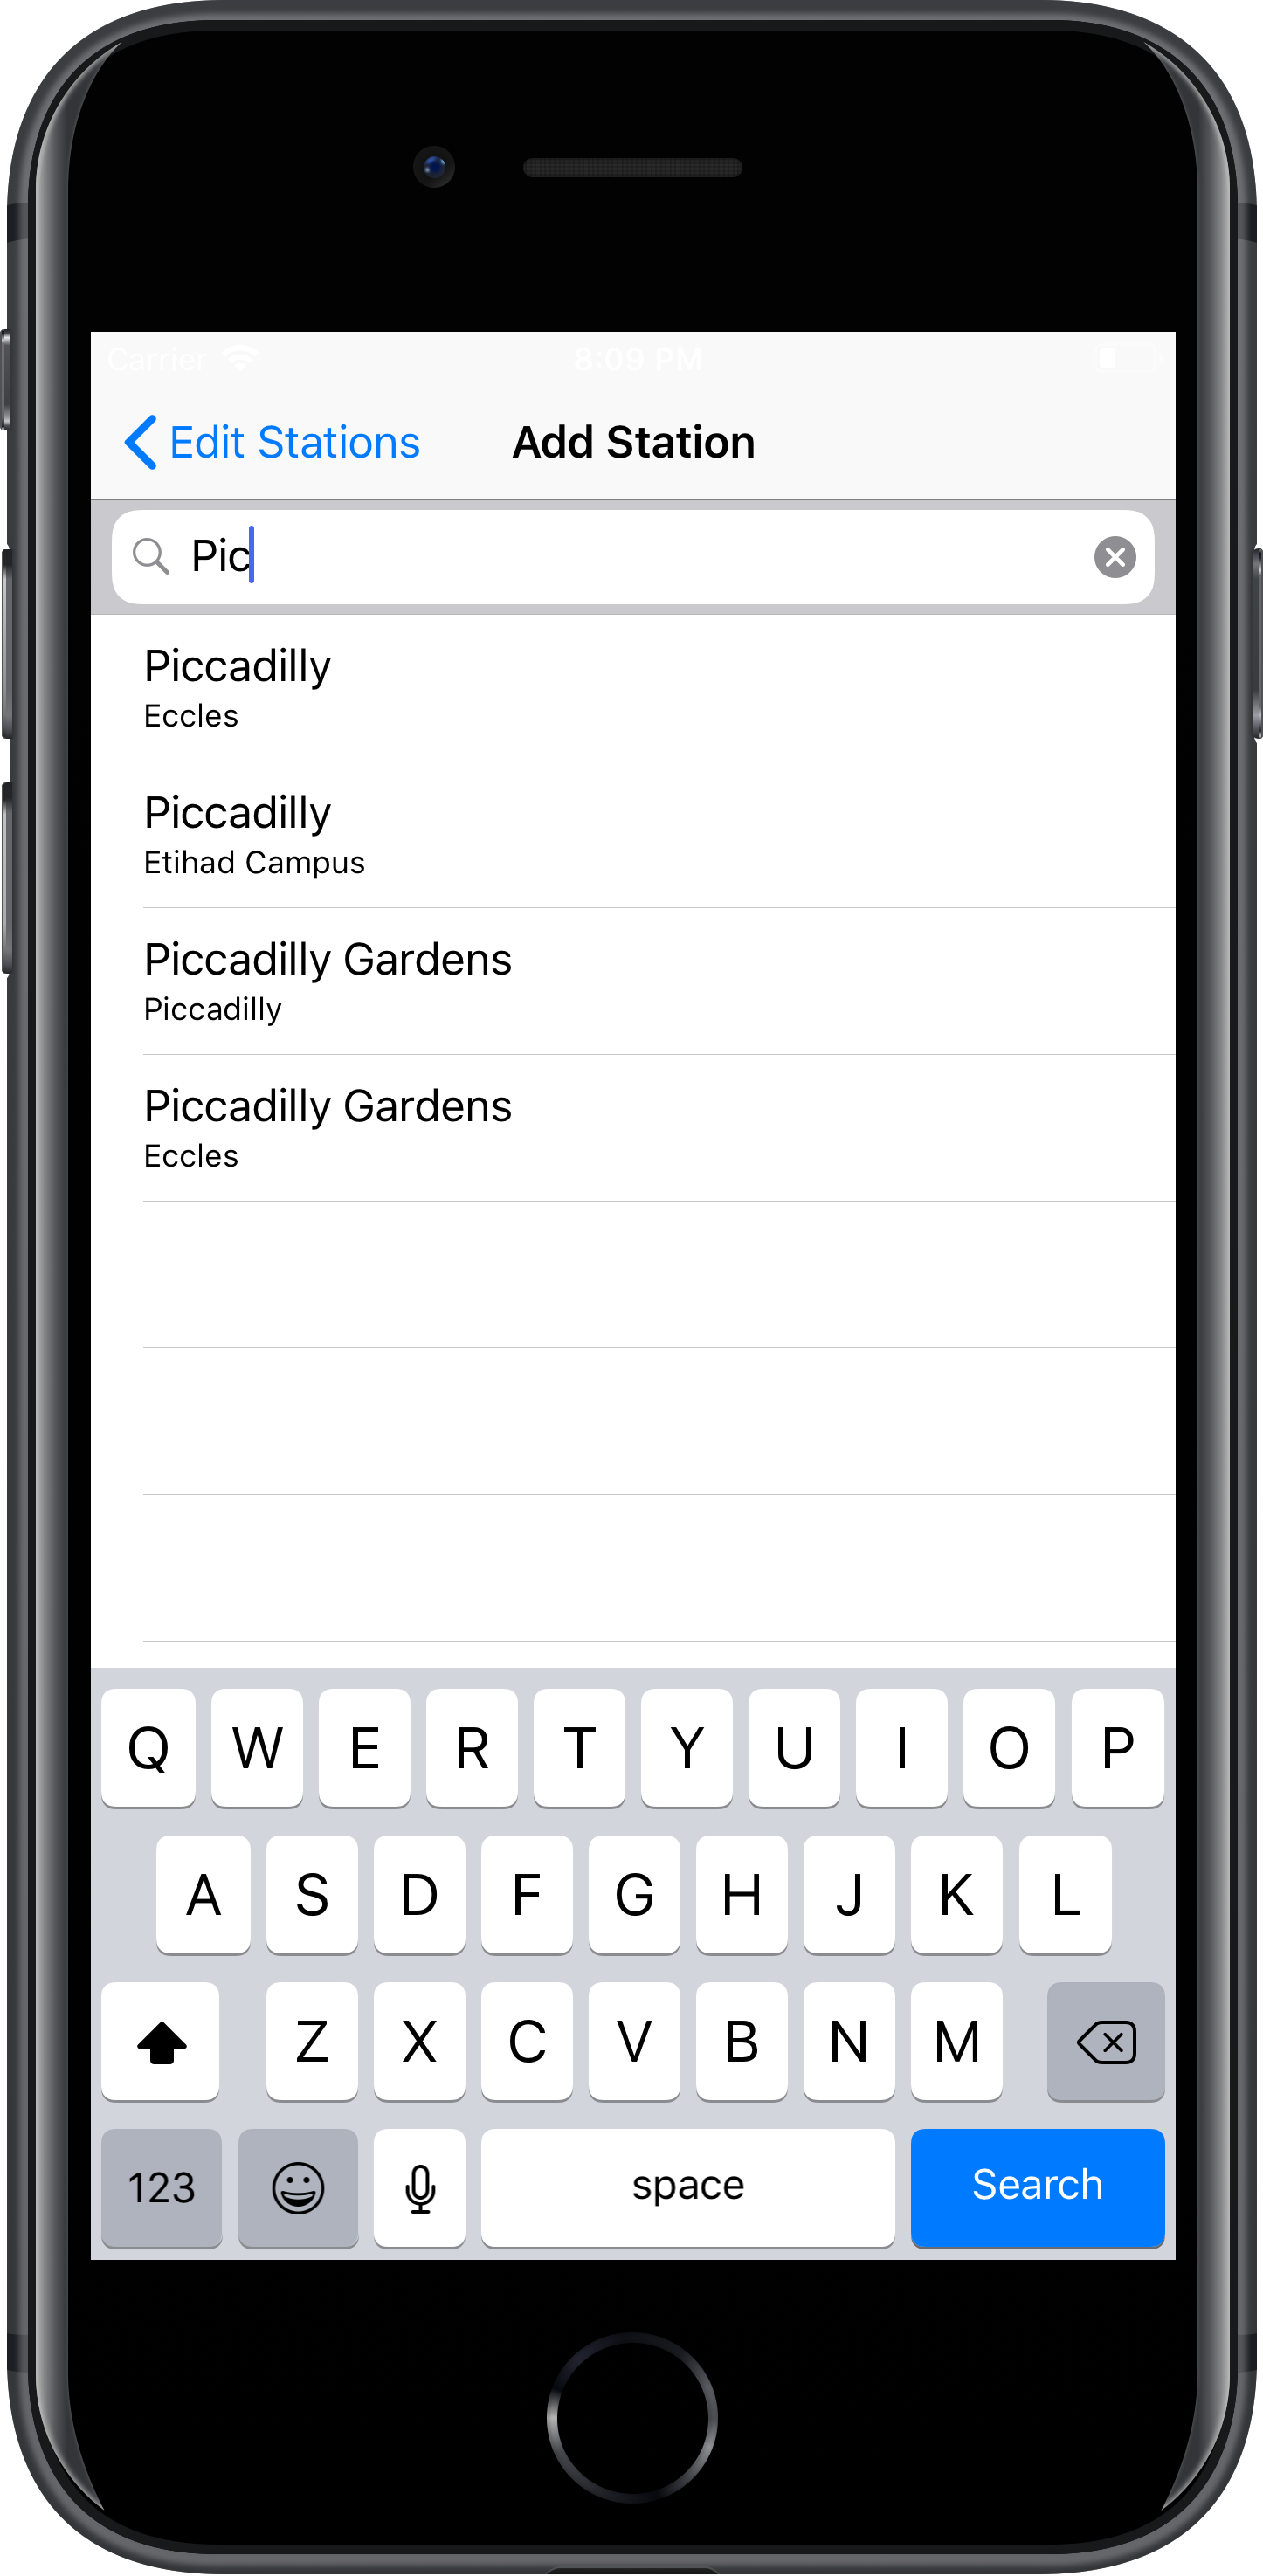 Carrier 8:09 PM
Edit Stations Add Station
Pic
Piccadilly
Eccles
Piccadilly
Etihad Campus
Piccadilly Gardens
Piccadilly
Piccadilly Gardens
Eccles
Q W E R T Y U I O P
A S D F G H J K L
Z X C V B N M
123 space Search